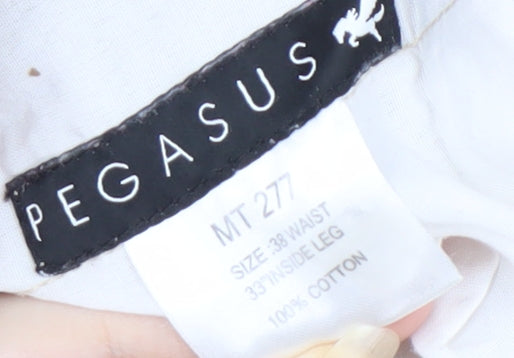 PEGASUS
MT 277
SIZE :38 WAIST
33"INSIDE LEG
100% COTTON